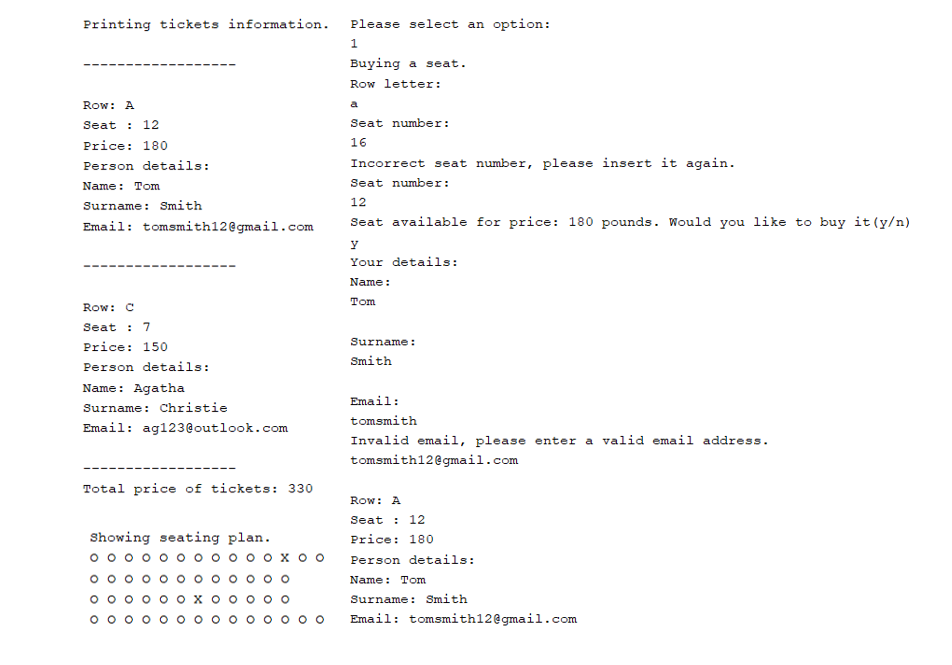 Printing tickets information.
------------------
Row: A
Seat : 12
Price: 180
Person details:
Name: Tom
Surname: Smith
Email: tomsmith12@gmail.com
------------------
Row: C
Seat : 7
Price: 150
Person details:
Name: Agatha
Surname: Christie
Email: ag123@outlook.com
------------------
Total price of tickets: 330
Showing seating plan.
O O O O O O O O O O O X O O
O O O O O O O O O O O O
O O O O O O X O O O O O
O O O O O O O O O O O O O O
Please select an option:
1
Buying a seat.
Row letter:
a
Seat number:
16
Incorrect seat number, please insert it again.
Seat number:
12
Seat available for price: 180 pounds. Would you like to buy it(y/n)
y
Your details:
Name:
Tom
Surname:
Smith
Email:
tomsmith
Invalid email, please enter a valid email address.
tomsmith12@gmail.com
Row: A
Seat : 12
Price: 180
Person details:
Name: Tom
Surname: Smith
Email: tomsmith12@gmail.com